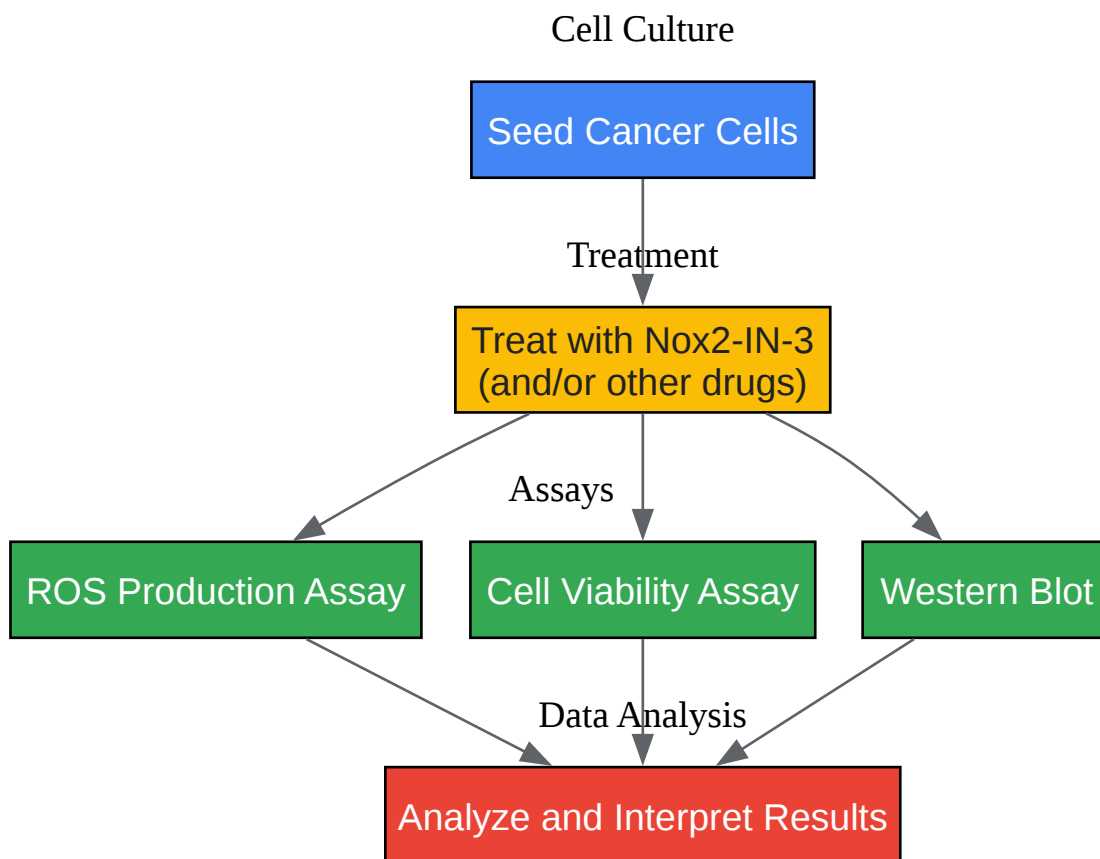 Cell Culture
Seed Cancer Cells
Treatment
Treat with Nox2-IN-3
(and/or other drugs)
Assays
ROS Production Assay
Cell Viability Assay
Western Blot
Data Analysis
Analyze and Interpret Results